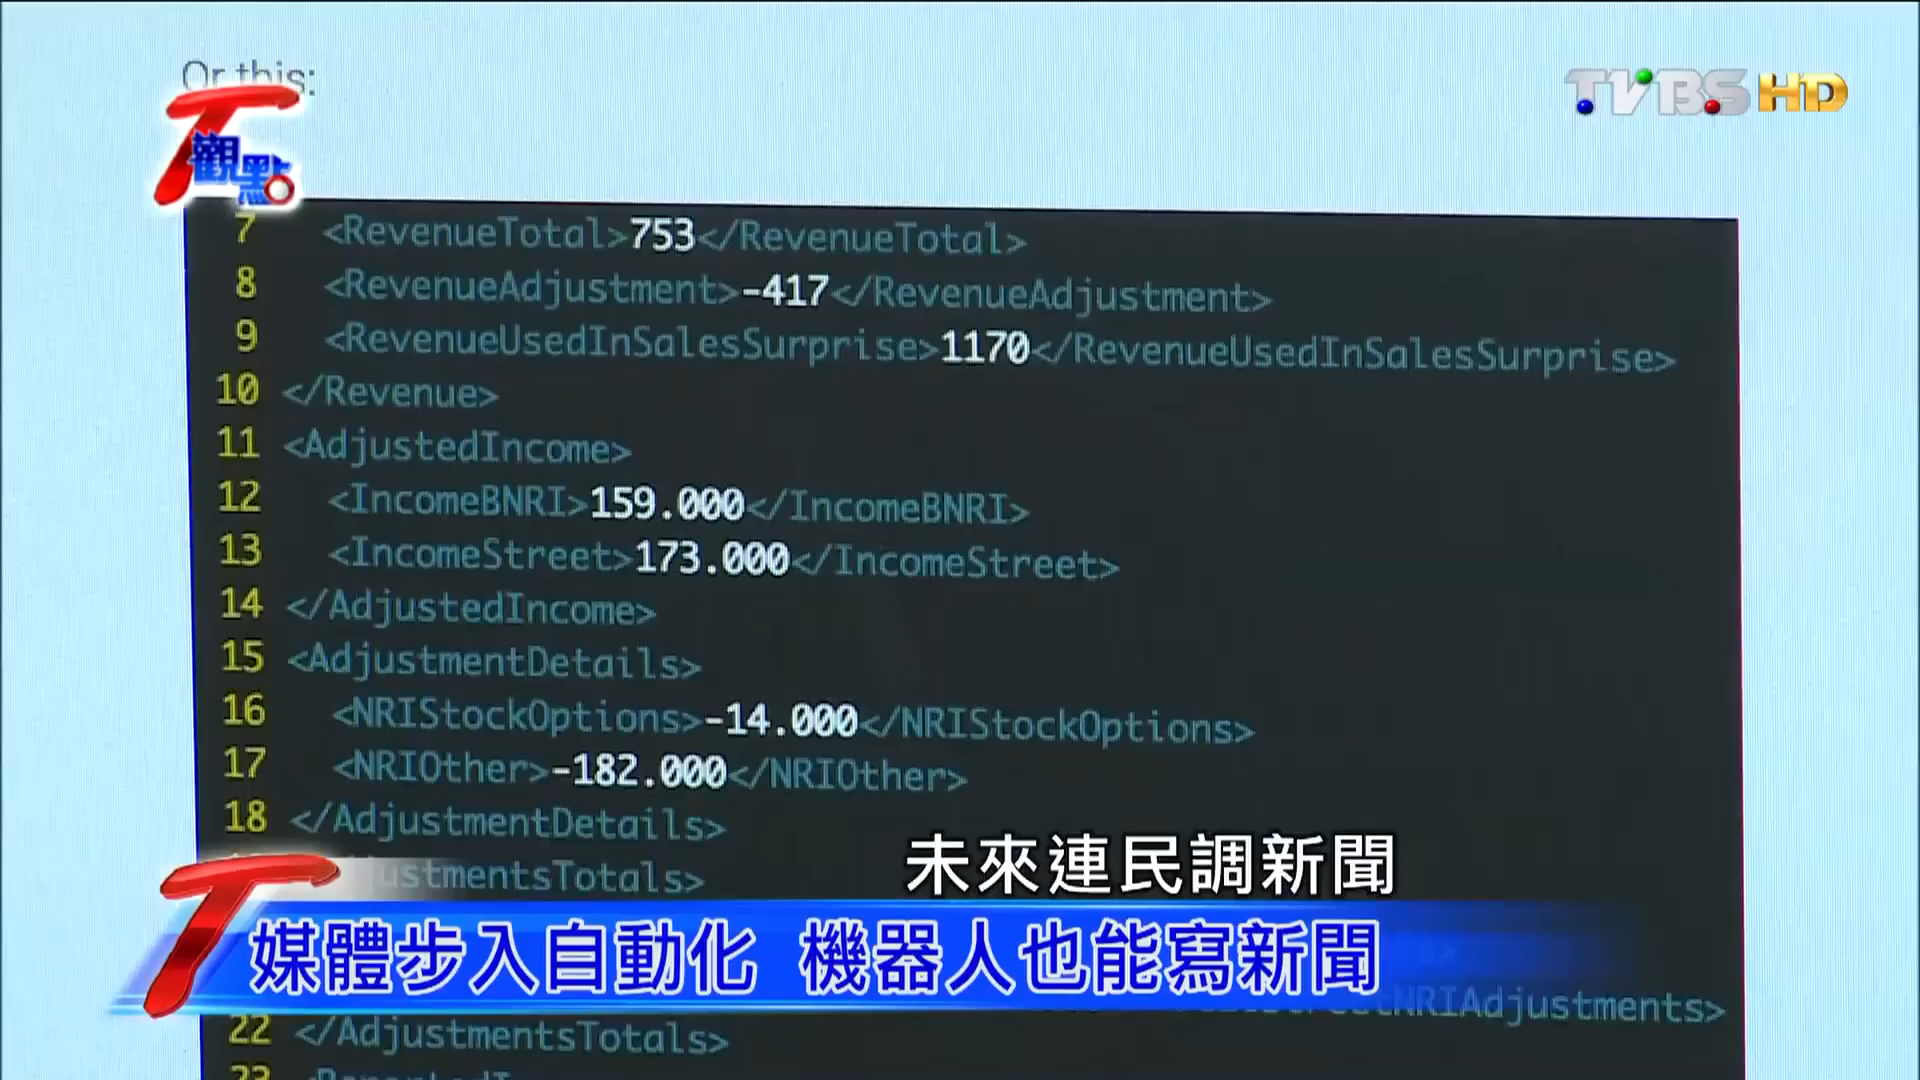 Or this:
TVBS HD
T觀點
7 <RevenueTotal>753</RevenueTotal>
8 <RevenueAdjustment>-417</RevenueAdjustment>
9 <RevenueUsedInSalesSurprise>1170</RevenueUsedInSalesSurprise>
10 </Revenue>
11 <AdjustedIncome>
12 <IncomeBNRI>159.000</IncomeBNRI>
13 <IncomeStreet>173.000</IncomeStreet>
14 </AdjustedIncome>
15 <AdjustmentDetails>
16 <NRIStockOptions>-14.000</NRIStockOptions>
17 <NRIOther>-182.000</NRIOther>
18 </AdjustmentDetails>
ustmentsTotals>
未來連民調新聞
T 媒體步入自動化 機器人也能寫新聞
NRIAdjustments>
22 </AdjustmentsTotals>
23